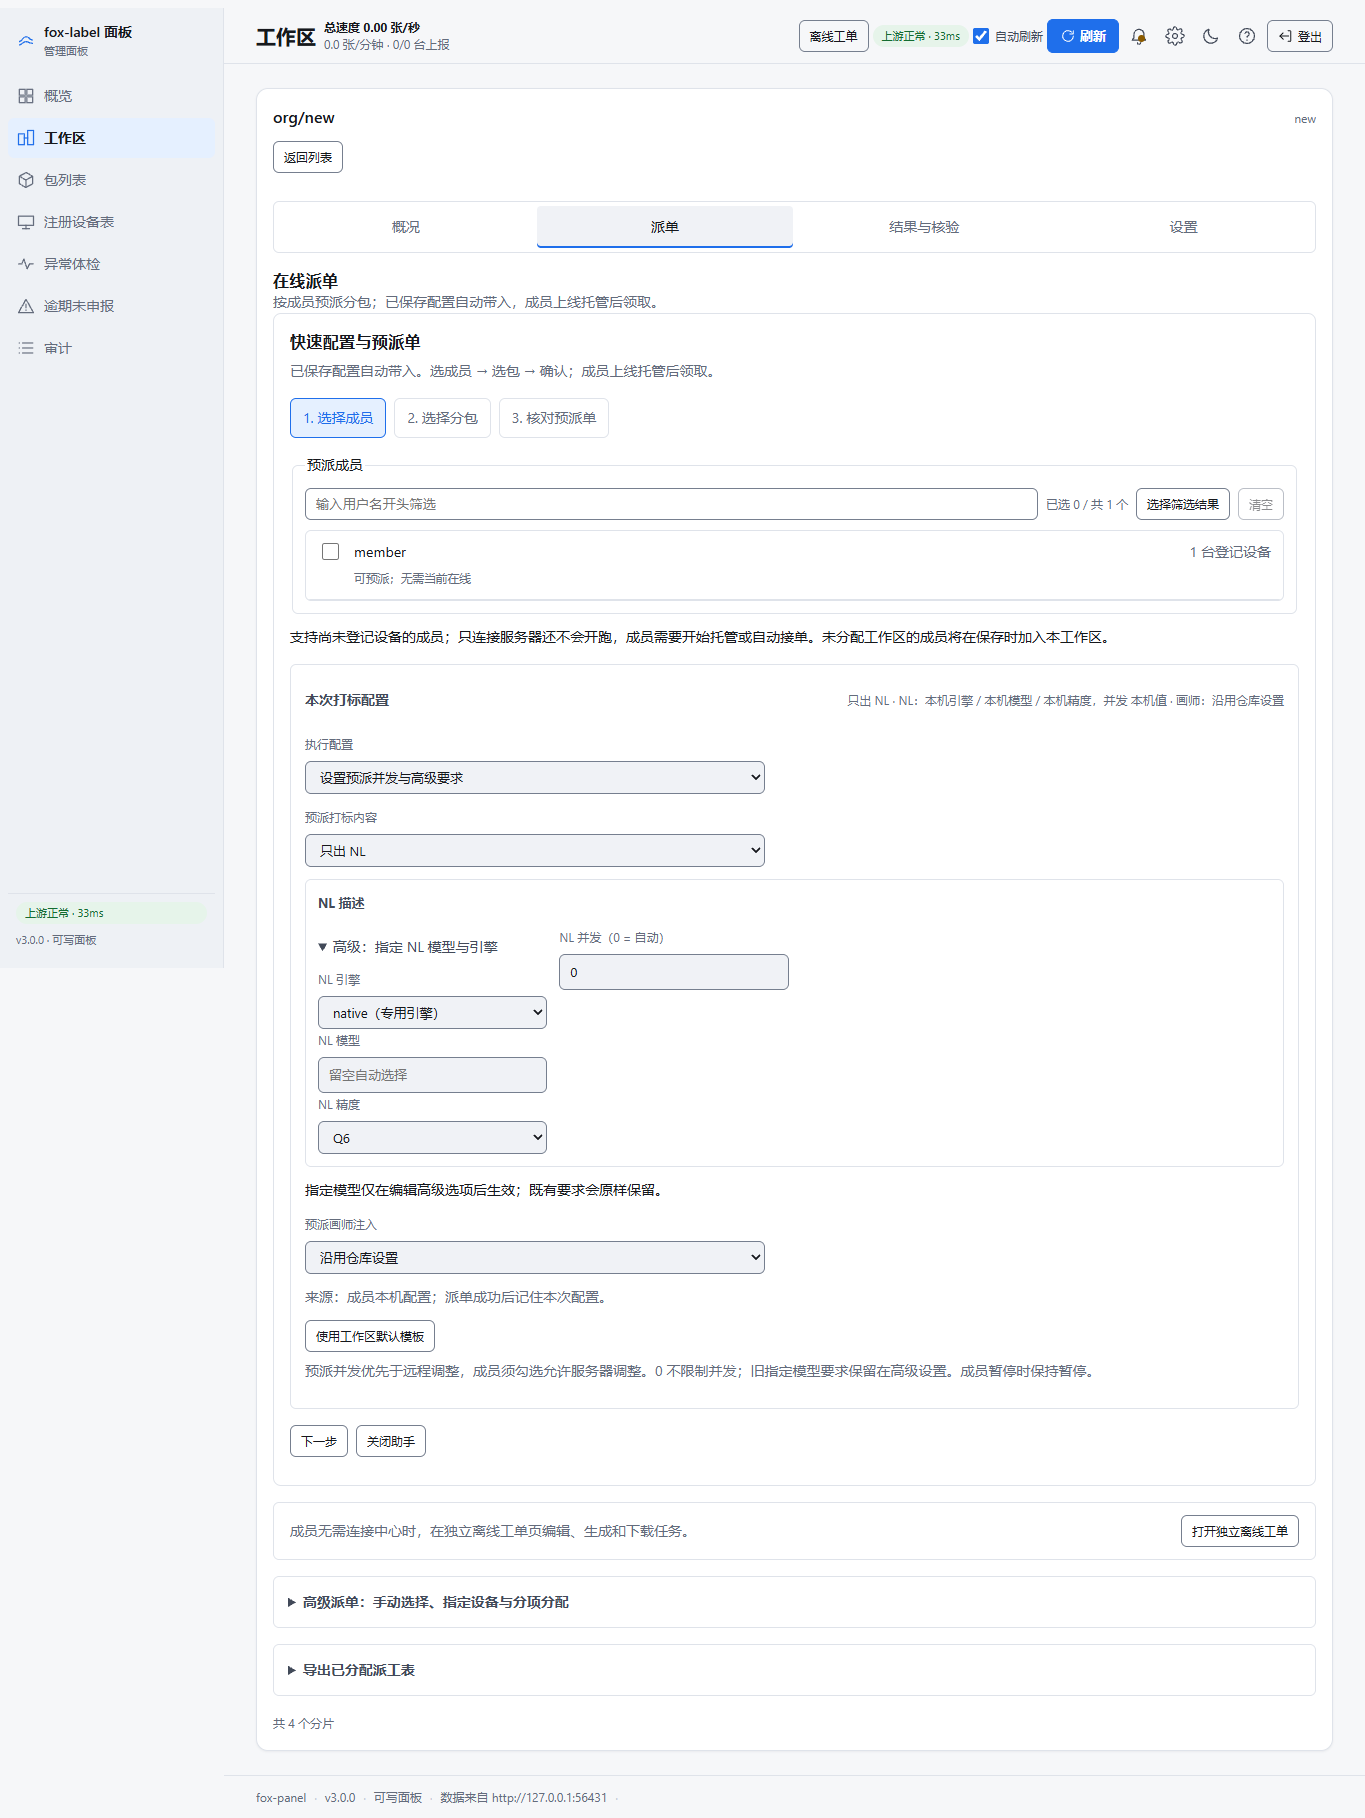 fox-label 面板
管理面板
概览
工作区
包列表
注册设备表
异常体检
逾期未申报
审计
上游正常 · 33ms
v3.0.0 · 可写面板
工作区
总速度 0.00 张/秒
0.0 张/分钟 · 0/0 台上报
离线工单
上游正常 · 33ms
自动刷新
刷新
登出
org/new
new
返回列表
概况
派单
结果与核验
设置
在线派单
按成员预派分包；已保存配置自动带入，成员上线托管后领取。
快速配置与预派单
已保存配置自动带入。选成员 → 选包 → 确认；成员上线托管后领取。
1. 选择成员
2. 选择分包
3. 核对预派单
预派成员
输入用户名开头筛选
已选 0 / 共 1 个
选择筛选结果
清空
member
1 台登记设备
可预派；无需当前在线
支持尚未登记设备的成员；只连接服务器还不会开跑，成员需要开始托管或自动接单。未分配工作区的成员将在保存时加入本工作区。
本次打标配置
只出 NL · NL：本机引擎 / 本机模型 / 本机精度，并发 本机值 · 画师：沿用仓库设置
执行配置
设置预派并发与高级要求
预派打标内容
只出 NL
NL 描述
▼ 高级：指定 NL 模型与引擎
NL 并发（0 = 自动）
0
NL 引擎
native（专用引擎）
NL 模型
留空自动选择
NL 精度
Q6
指定模型仅在编辑高级选项后生效；既有要求会原样保留。
预派画师注入
沿用仓库设置
来源：成员本机配置；派单成功后记住本次配置。
使用工作区默认模板
预派并发优先于远程调整，成员须勾选允许服务器调整。0 不限制并发；旧指定模型要求保留在高级设置。成员暂停时保持暂停。
下一步
关闭助手
成员无需连接中心时，在独立离线工单页编辑、生成和下载任务。
打开独立离线工单
▶ 高级派单：手动选择、指定设备与分项分配
▶ 导出已分配派工表
共 4 个分片
fox-panel · v3.0.0 · 可写面板 · 数据来自 http://127.0.0.1:56431 ·